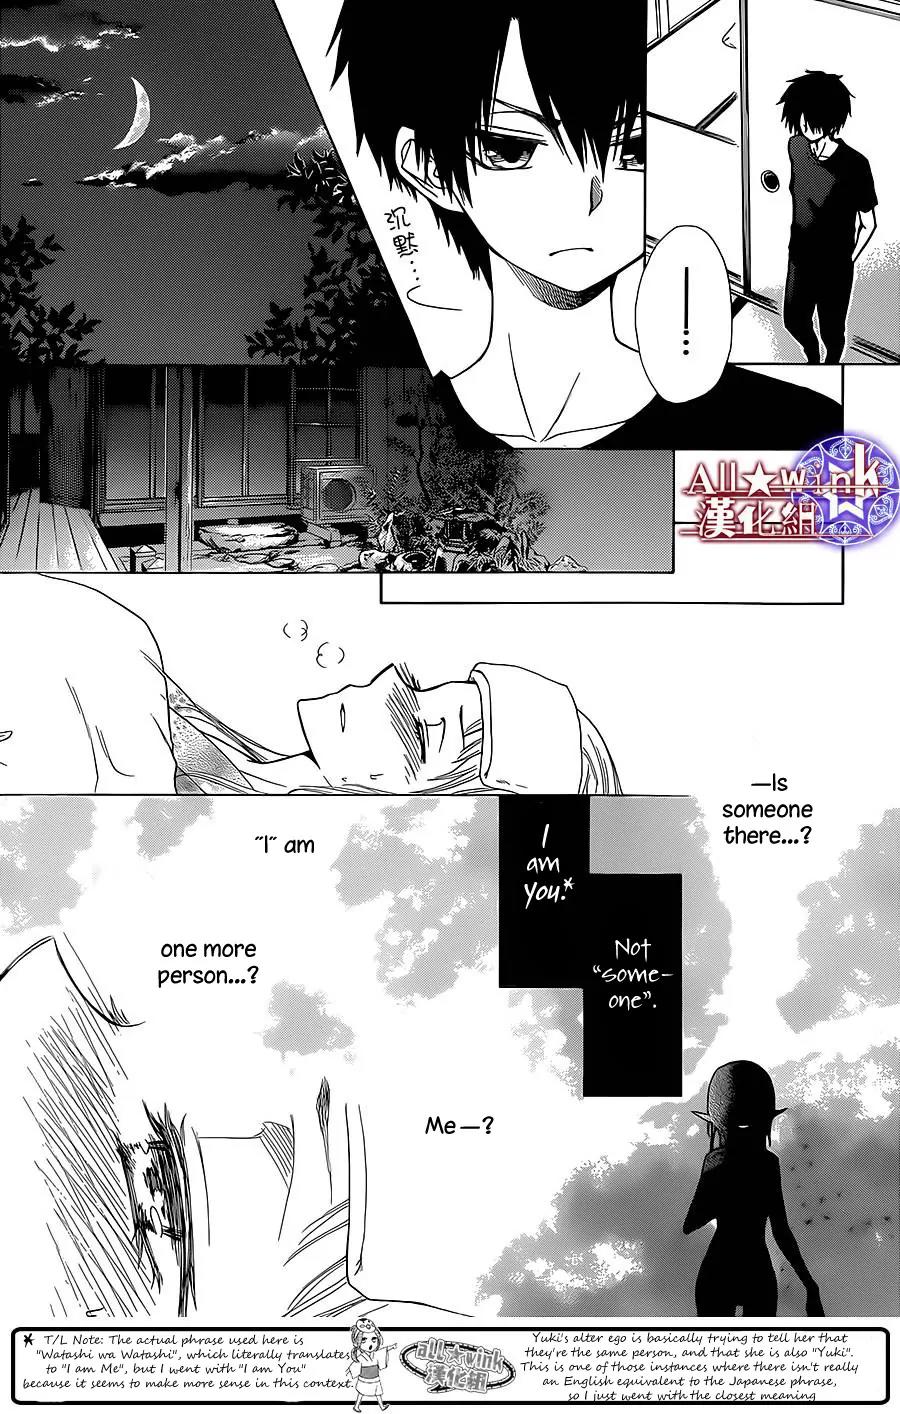 ―…
沉
默…
All★wink
漢化組
―Is
someone
there...?
I
am
You.*
Not
“some-
one”.
"I" am
one more
person...?
Me―?
* T/L Note: The actual phrase used here is
"Watashi wa Watashi", which literally translates
to "I am Me", but I went with "I am You"
because it seems to make more sense in this context.
all★wink
漢化組
Yuki's alter ego is basically trying to tell her that
they're the same person, and that she is also "Yuki".
This is one of those instances where there isn't really
an English equivalent to the Japanese phrase,
so I just went with the closest meaning